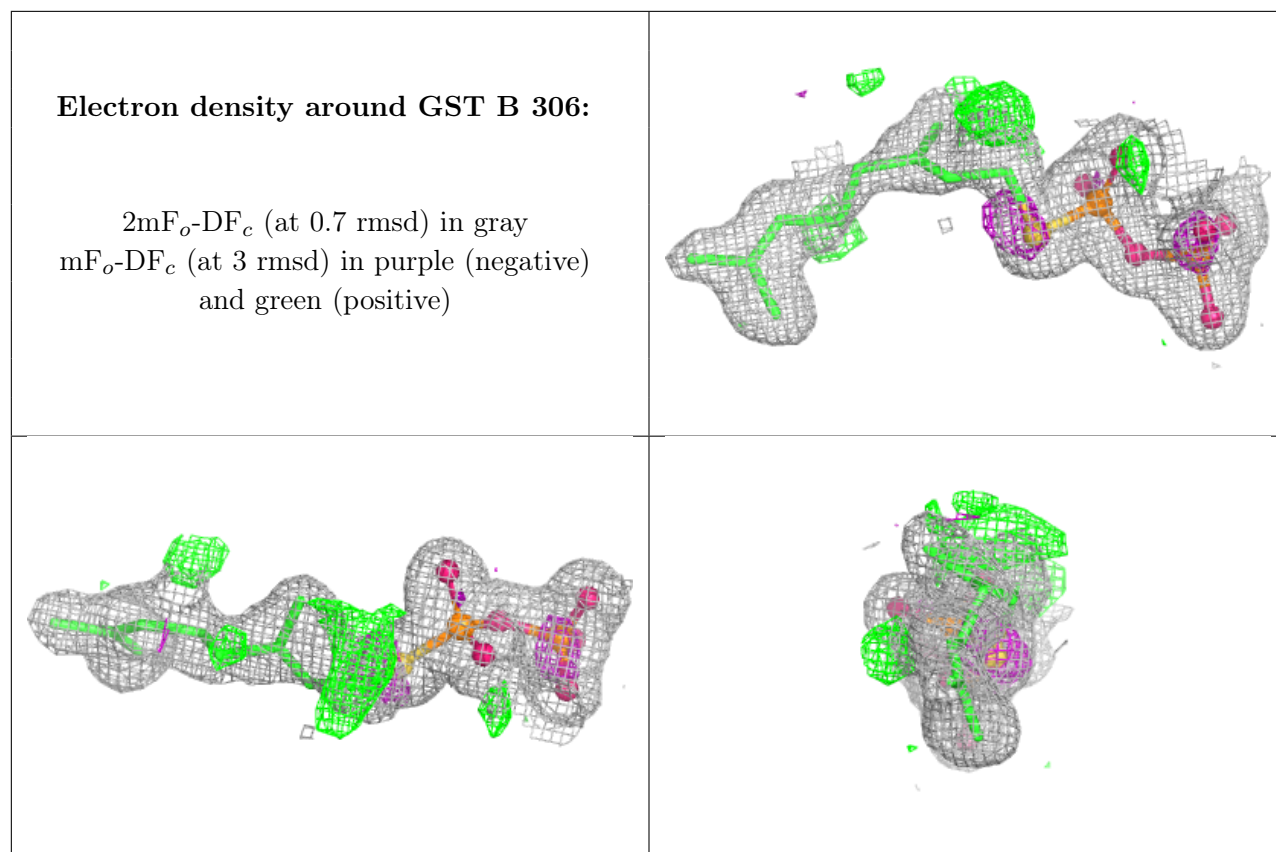 Electron density around GST B 306:
2mFo-DFc (at 0.7 rmsd) in gray
mFo-DFc (at 3 rmsd) in purple (negative)
and green (positive)